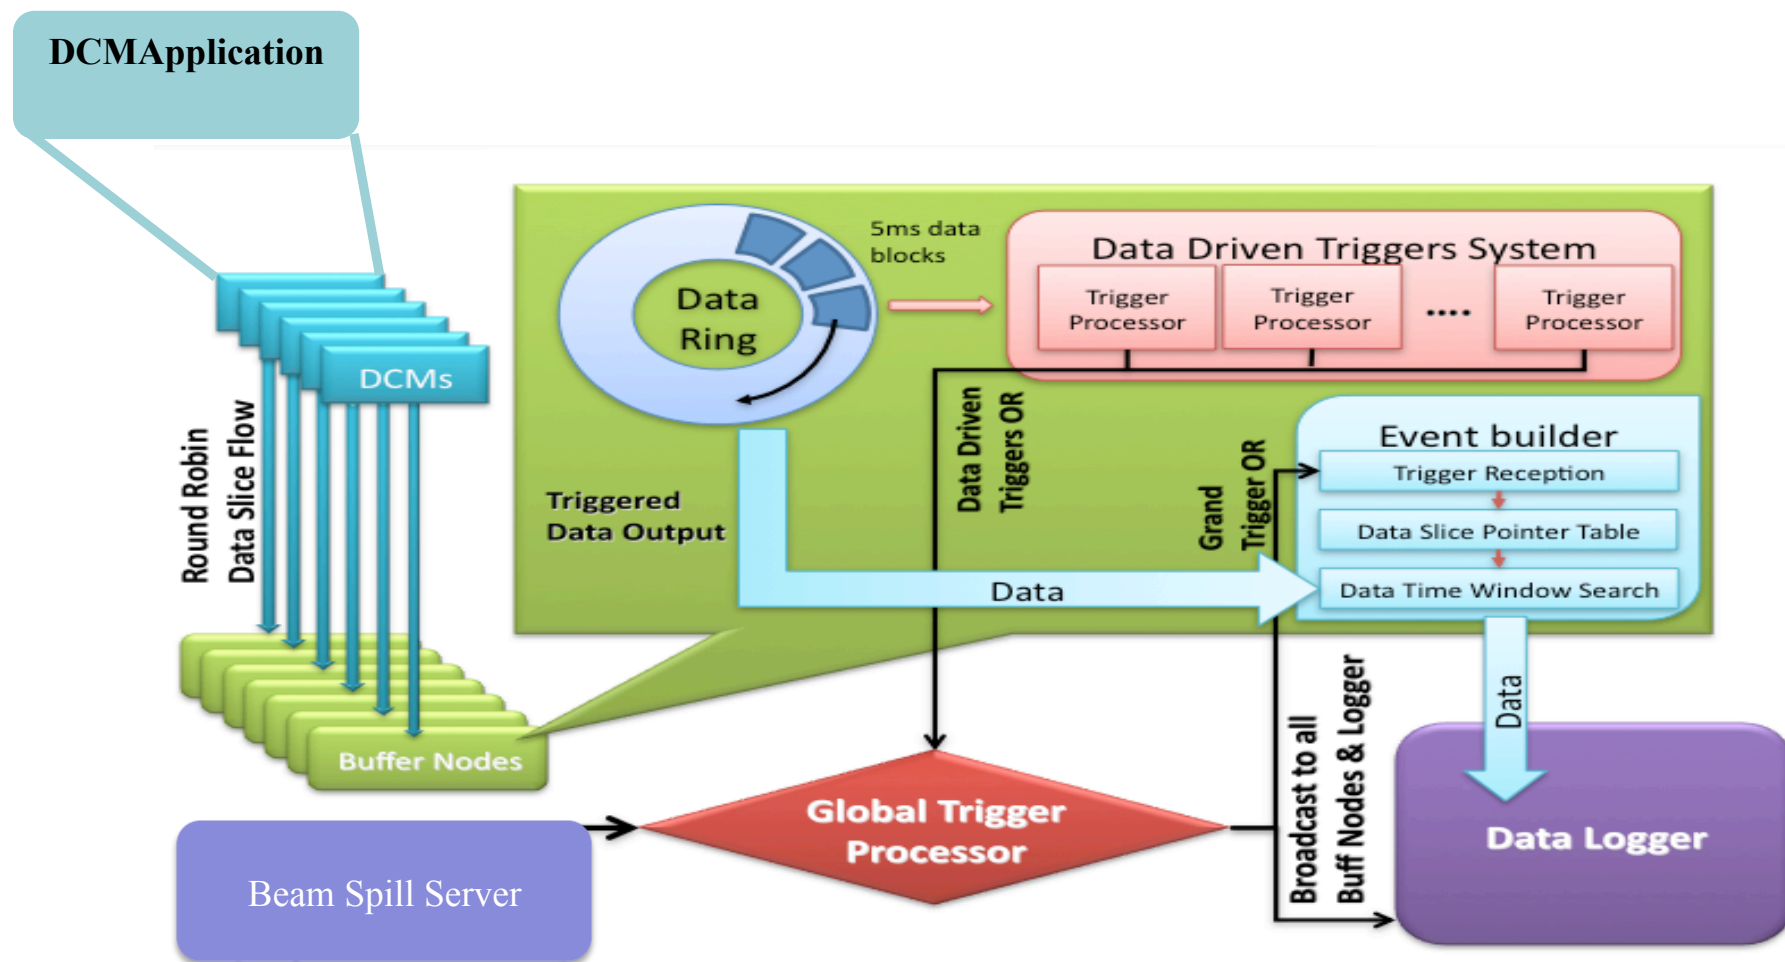 DCMApplication
5ms data
blocks
Data Driven Triggers System
Trigger
Processor
Trigger
Processor
....
Trigger
Processor
Data
Ring
DCMs
Round Robin
Data Slice Flow
Triggered
Data Output
Data Driven
Triggers OR
Grand
Trigger OR
Event builder
Trigger Reception
Data Slice Pointer Table
Data Time Window Search
Data
Data
Buffer Nodes
Broadcast to all
Buff Nodes & Logger
Global Trigger
Processor
Data Logger
Beam Spill Server